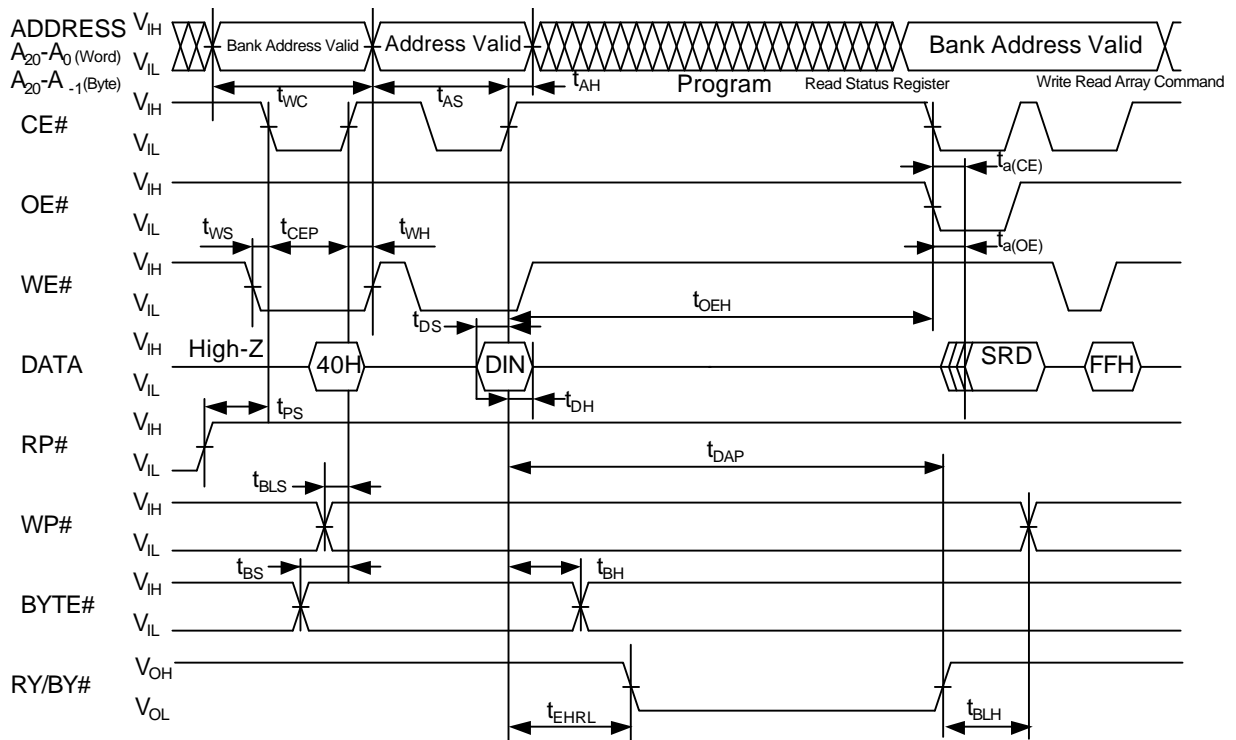 ADDRESS
A20-A0 (Word)
A20-A -1(Byte)
VIH
VIL
Bank Address Valid
Address Valid
Bank Address Valid
tWC
tAS
tAH
Program
Read Status Register
Write Read Array Command
CE#
VIH
VIL
ta(CE)
OE#
VIH
VIL
tWS
tCEP
tWH
ta(OE)
WE#
VIH
VIL
tOEH
tDS
DATA
VIH
VIL
High-Z
40H
DIN
SRD
FFH
tPS
tDH
RP#
VIH
VIL
tDAP
tBLS
WP#
VIH
VIL
tBS
tBH
BYTE#
VIH
VIL
RY/BY#
VOH
VOL
tEHRL
tBLH